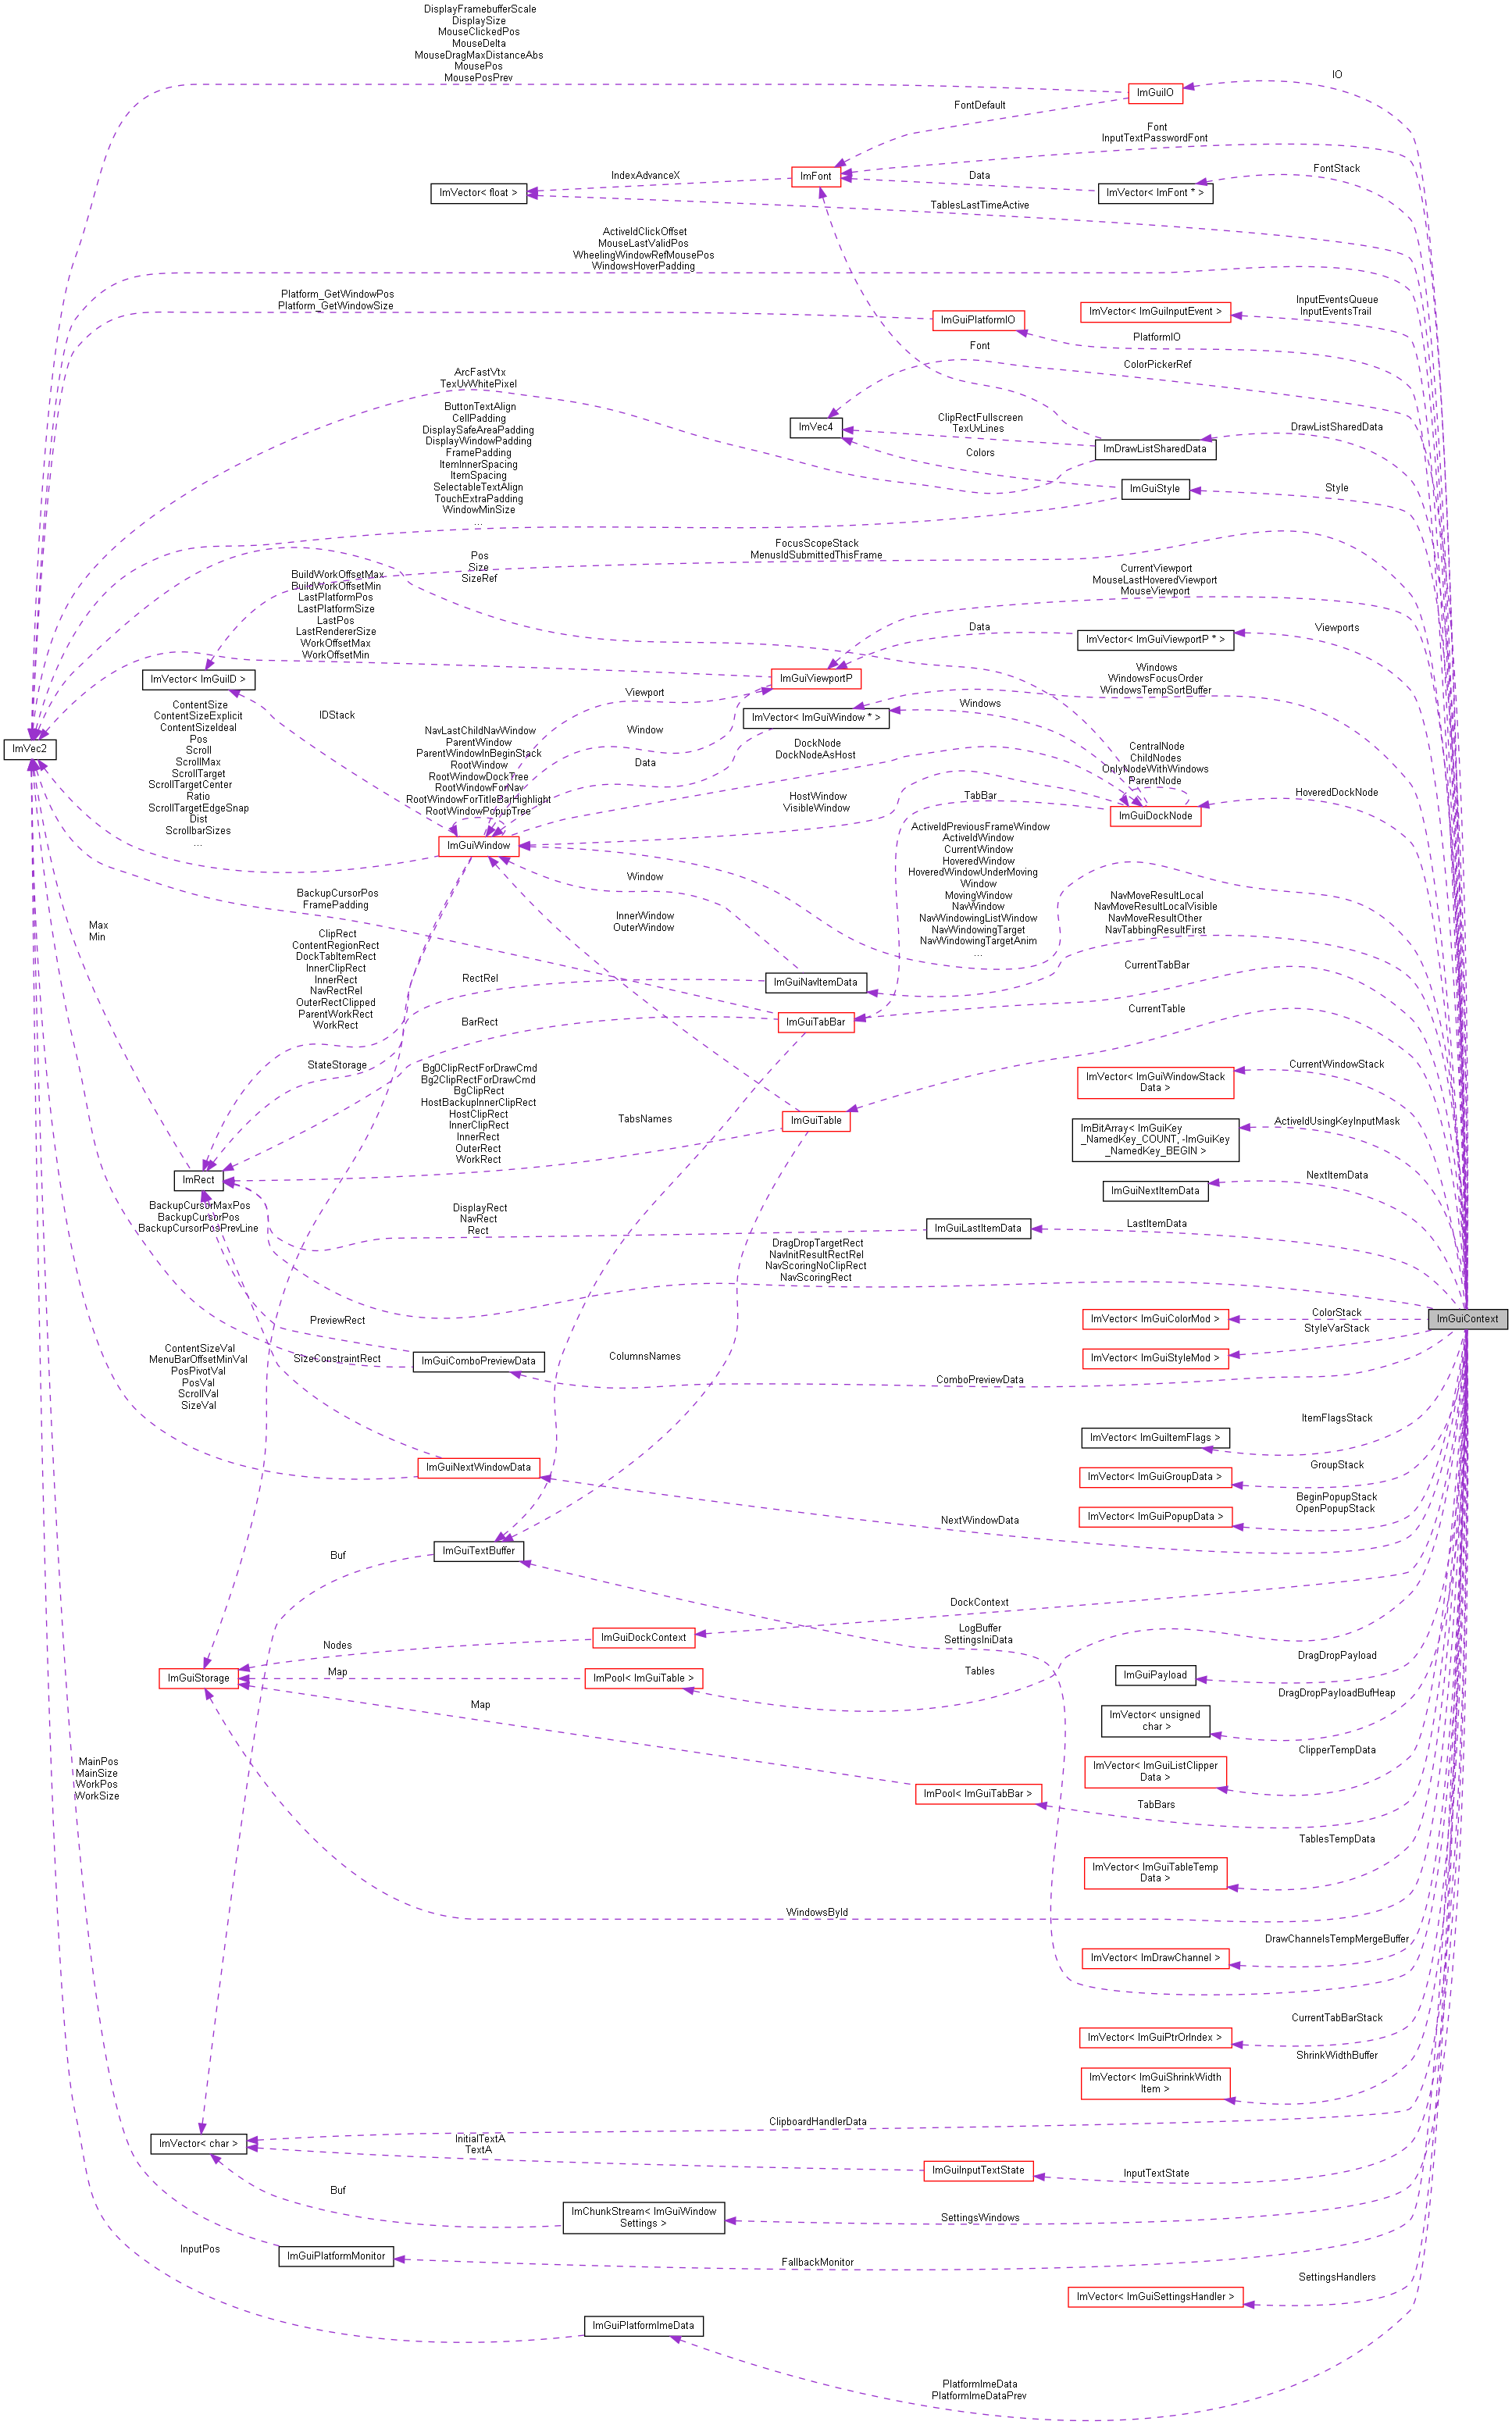 DisplayFramebufferScale
DisplaySize
MouseClickedPos
MouseDelta
MouseDragMaxDistanceAbs
MousePos
MousePosPrev
IO
ImGuiIO
FontDefault
Font
InputTextPasswordFont
FontStack
ImVector< float >
IndexAdvanceX
ImFont
Data
ImVector< ImFont * >
TablesLastTimeActive
ActiveIdClickOffset
MouseLastValidPos
WheelingWindowRefMousePos
WindowsHoverPadding
Platform_GetWindowPos
Platform_GetWindowSize
ImGuiPlatformIO
ImVector< ImGuiInputEvent >
InputEventsQueue
InputEventsTrail
PlatformIO
Font
ColorPickerRef
ArcFastVtx
TexUvWhitePixel
ImVec4
ClipRectFullscreen
TexUvLines
ImDrawListSharedData
DrawListSharedData
ButtonTextAlign
CellPadding
DisplaySafeAreaPadding
DisplayWindowPadding
FramePadding
ItemInnerSpacing
ItemSpacing
SelectableTextAlign
TouchExtraPadding
WindowMinSize
...
Colors
ImGuiStyle
Style
Pos
Size
SizeRef
FocusScopeStack
MenusIdSubmittedThisFrame
BuildWorkOffsetMax
BuildWorkOffsetMin
LastPlatformPos
LastPlatformSize
LastPos
LastRendererSize
WorkOffsetMax
WorkOffsetMin
CurrentViewport
MouseLastHoveredViewport
MouseViewport
Data
ImVector< ImGuiViewportP * >
Viewports
ImVector< ImGuiID >
IDStack
Viewport
ImGuiViewportP
Windows
WindowsFocusOrder
WindowsTempSortBuffer
ImVec2
ContentSize
ContentSizeExplicit
ContentSizeIdeal
Pos
Scroll
ScrollMax
ScrollTarget
ScrollTargetCenter
Ratio
ScrollTargetEdgeSnap
Dist
ScrollbarSizes
...
NavLastChildNavWindow
ParentWindow
ParentWindowInBeginStack
RootWindow
RootWindowDockTree
RootWindowForNav
RootWindowForTitleBarHighlight
RootWindowPopupTree
ImGuiWindow
Window
Data
ImVector< ImGuiWindow * >
Windows
DockNode
DockNodeAsHost
HostWindow
VisibleWindow
TabBar
CentralNode
ChildNodes
OnlyNodeWithWindows
ParentNode
ImGuiDockNode
HoveredDockNode
ActiveIdPreviousFrameWindow
ActiveIdWindow
CurrentWindow
HoveredWindow
HoveredWindowUnderMoving
Window
MovingWindow
NavWindow
NavWindowingListWindow
NavWindowingTarget
NavWindowingTargetAnim
...
NavMoveResultLocal
NavMoveResultLocalVisible
NavMoveResultOther
NavTabbingResultFirst
BackupCursorPos
FramePadding
Window
InnerWindow
OuterWindow
Max
Min
ClipRect
ContentRegionRect
DockTabItemRect
InnerClipRect
InnerRect
NavRectRel
OuterRectClipped
ParentWorkRect
WorkRect
RectRel
ImGuiNavItemData
CurrentTabBar
BarRect
ImGuiTabBar
StateStorage
CurrentTable
Bg0ClipRectForDrawCmd
Bg2ClipRectForDrawCmd
BgClipRect
HostBackupInnerClipRect
HostClipRect
InnerClipRect
InnerRect
OuterRect
WorkRect
TabsNames
ImGuiTable
ImVector< ImGuiWindowStack
Data >
CurrentWindowStack
ImBitArray< ImGuiKey
_NamedKey_COUNT, -ImGuiKey
_NamedKey_BEGIN >
ActiveIdUsingKeyInputMask
ImRect
ImGuiNextItemData
NextItemData
BackupCursorMaxPos
BackupCursorPos
BackupCursorPosPrevLine
DisplayRect
NavRect
Rect
ImGuiLastItemData
LastItemData
DragDropTargetRect
NavInitResultRectRel
NavScoringNoClipRect
NavScoringRect
ImVector< ImGuiColorMod >
ColorStack
ImGuiContext
StyleVarStack
ImVector< ImGuiStyleMod >
PreviewRect
ImGuiComboPreviewData
ComboPreviewData
ContentSizeVal
MenuBarOffsetMinVal
PosPivotVal
PosVal
ScrollVal
SizeVal
SizeConstraintRect
ColumnsNames
ImVector< ImGuiItemFlags >
ItemFlagsStack
ImGuiNextWindowData
ImVector< ImGuiGroupData >
GroupStack
NextWindowData
ImVector< ImGuiPopupData >
BeginPopupStack
OpenPopupStack
Buf
ImGuiTextBuffer
DockContext
LogBuffer
SettingsIniData
Nodes
ImGuiDockContext
ImGuiStorage
Map
ImPool< ImGuiTable >
Tables
ImGuiPayload
DragDropPayload
Map
ImVector< unsigned
char >
DragDropPayloadBufHeap
ImVector< ImGuiListClipper
Data >
ClipperTempData
MainPos
MainSize
WorkPos
WorkSize
ImPool< ImGuiTabBar >
TabBars
ImVector< ImGuiTableTemp
Data >
TablesTempData
WindowsById
ImVector< ImDrawChannel >
DrawChannelsTempMergeBuffer
ImVector< ImGuiPtrOrIndex >
CurrentTabBarStack
ImVector< ImGuiShrinkWidth
Item >
ShrinkWidthBuffer
ImVector< char >
ClipboardHandlerData
InitialTextA
TextA
ImGuiInputTextState
InputTextState
Buf
ImChunkStream< ImGuiWindow
Settings >
SettingsWindows
InputPos
ImGuiPlatformMonitor
FallbackMonitor
ImVector< ImGuiSettingsHandler >
SettingsHandlers
ImGuiPlatformImeData
PlatformImeData
PlatformImeDataPrev